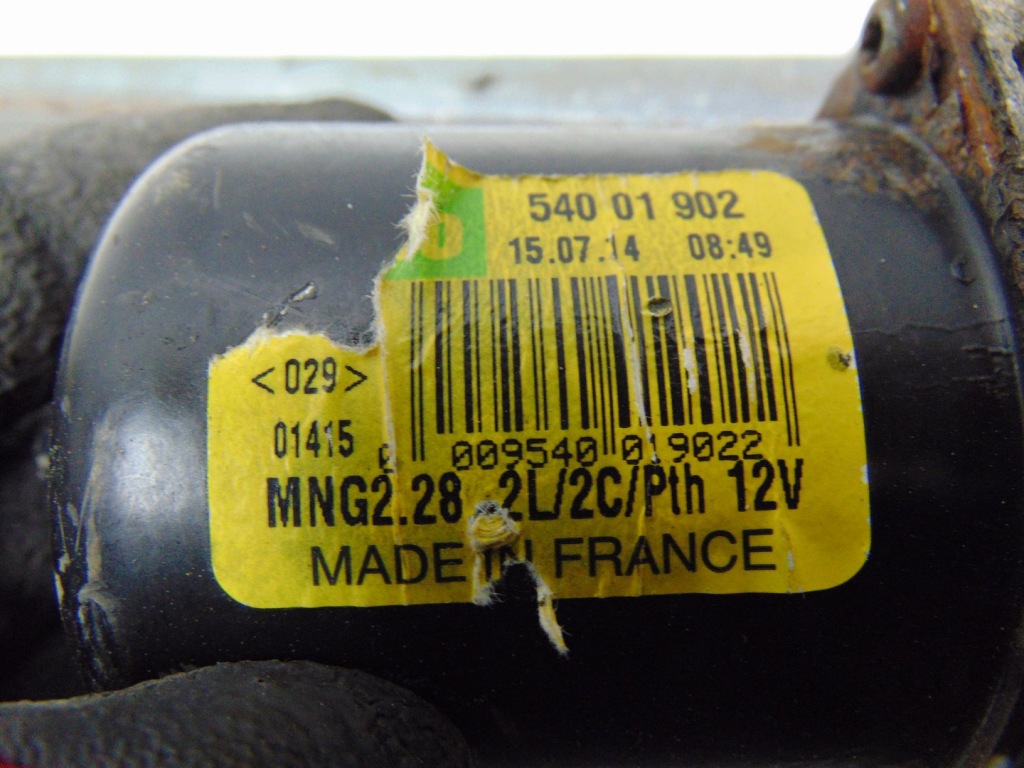 540 01 902
15.07.14 08:49
<029>
01415
0 009540 019022
MNG2.28 2L/2C/Pth 12V
MADE IN FRANCE